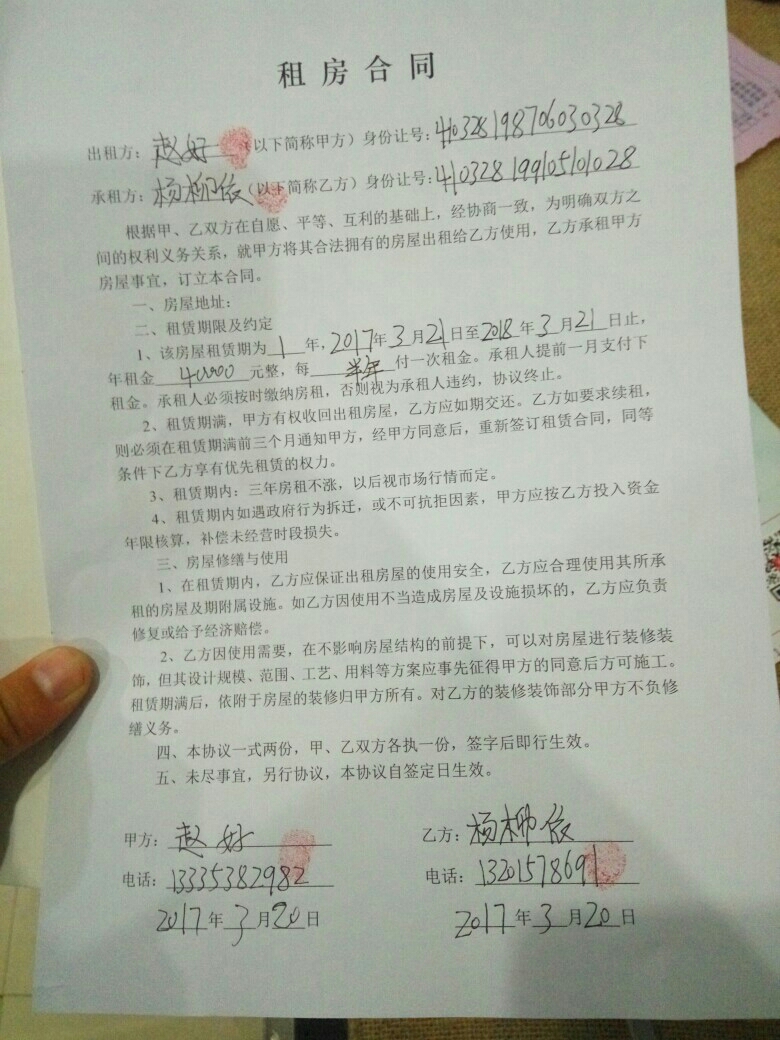 租房合同
出租方：赵好（以下简称甲方）身份让号：410328198706030328
承租方：杨柳依（以下简称乙方）身份让号：410328199105101028
根据甲、乙双方在自愿、平等、互利的基础上，经协商一致，为明确双方之
间的权利义务关系，就甲方将其合法拥有的房屋出租给乙方使用，乙方承租甲方
房屋事宜，订立本合同。
一、房屋地址：
二、租赁期限及约定
1、该房屋租赁期为1年，2017年3月21日至2018年3月21日止，
年租金40000元整，每半年付一次租金。承租人提前一月支付下
租金。承租人必须按时缴纳房租，否则视为承租人违约，协议终止。
2、租赁期满，甲方有权收回出租房屋，乙方应如期交还。乙方如要求续租，
则必须在租赁期满前三个月通知甲方，经甲方同意后，重新签订租赁合同，同等
条件下乙方享有优先租赁的权力。
3、租赁期内：三年房租不涨，以后视市场行情而定。
4、租赁期内如遇政府行为拆迁，或不可抗拒因素，甲方应按乙方投入资金
年限核算，补偿未经营时段损失。
三、房屋修缮与使用
1、在租赁期内，乙方应保证出租房屋的使用安全，乙方应合理使用其所承
租的房屋及期附属设施。如乙方因使用不当造成房屋及设施损坏的，乙方应负责
修复或给予经济赔偿。
2、乙方因使用需要，在不影响房屋结构的前提下，可以对房屋进行装修装
饰，但其设计规模、范围、工艺、用料等方案应事先征得甲方的同意后方可施工。
租赁期满后，依附于房屋的装修归甲方所有。对乙方的装修装饰部分甲方不负修
缮义务。
四、本协议一式两份，甲、乙双方各执一份，签字后即行生效。
五、未尽事宜，另行协议，本协议自签定日生效。
甲方：赵好 乙方：杨柳依
电话：13335382982 电话：13201578691
2017年3月20日 2017年3月20日